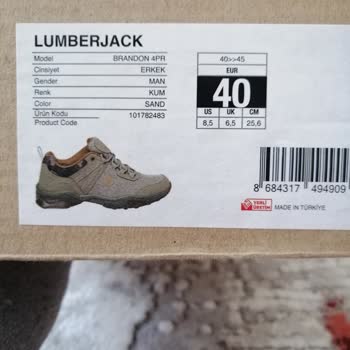 LUMBERJACK
Model BRANDON 4PR
Cinsiyet ERKEK
Gender MAN
Renk KUM
Color SAND
Ürün Kodu
Product Code 101782483
40>>45
EUR
40
US UK CM
8,5 6,5 25,6
8 684317 494909
YERLİ ÜRETİM
MADE IN TÜRKİYE